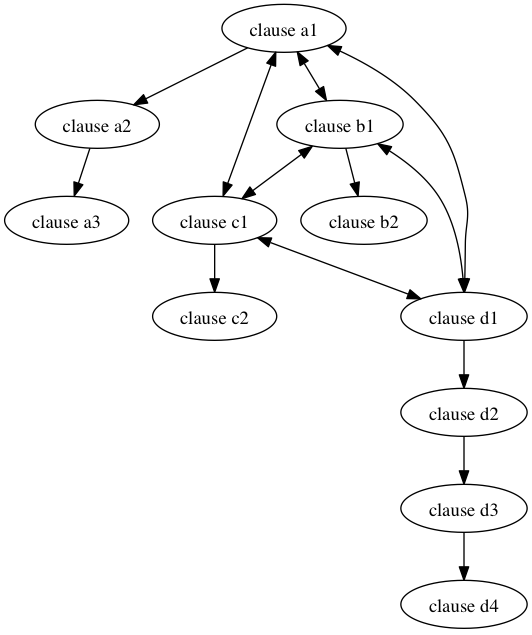 clause a1
clause a2
clause b1
clause a3
clause c1
clause b2
clause c2
clause d1
clause d2
clause d3
clause d4